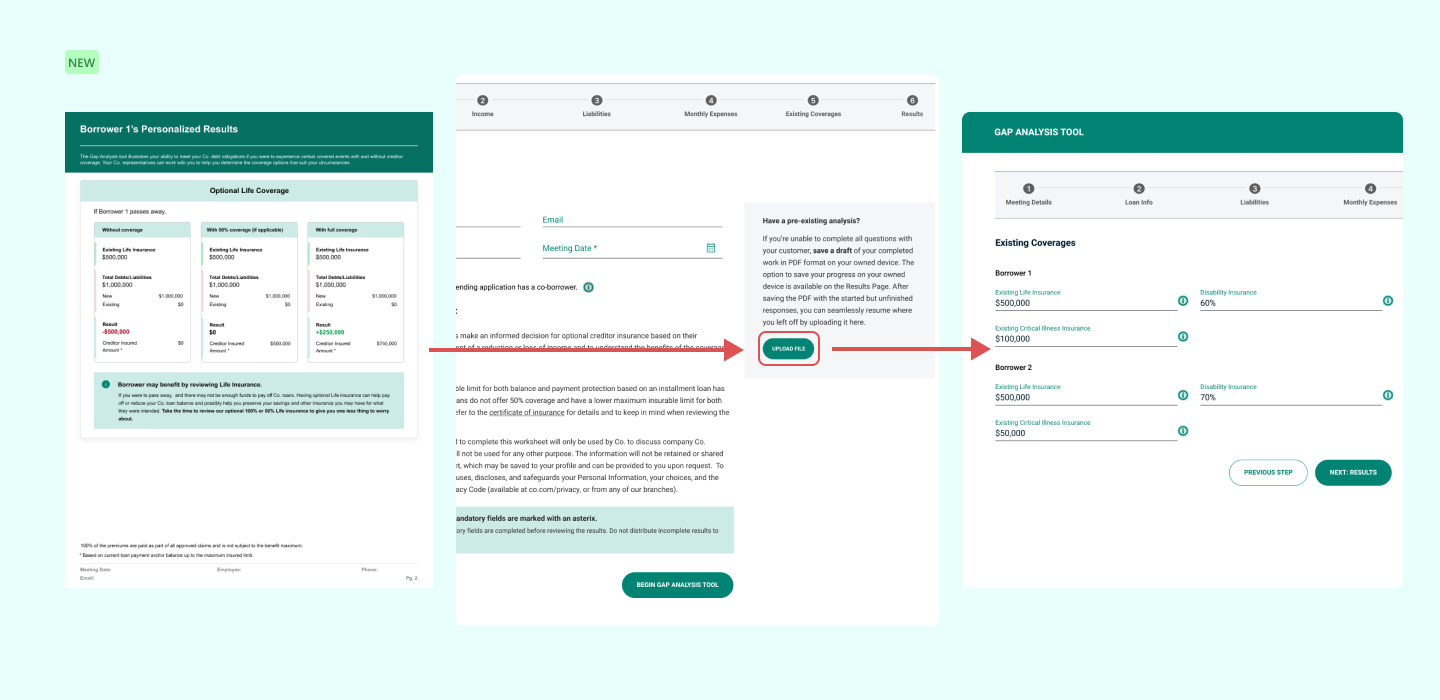 NEW
Borrower 1's Personalized Results
The Gap Analysis tool illustrates your ability to meet your Co. debt obligations if you were to experience certain covered events with and without creditor
coverage. Your Co. representatives can work with you to help you determine the coverage options that suit your circumstances.
Optional Life Coverage
If Borrower 1 passes away.
Without coverage
Existing Life Insurance
$500,000
Total Debts/Liabilities
$1,000,000
New $1,000,000
Existing $0
Result
-$500,000
Creditor Insured $0
Amount *
With 50% coverage (if applicable)
Existing Life Insurance
$500,000
Total Debts/Liabilities
$1,000,000
New $1,000,000
Existing $0
Result
$0
Creditor Insured $500,000
Amount *
With full coverage
Existing Life Insurance
$500,000
Total Debts/Liabilities
$1,000,000
New $1,000,000
Existing $0
Result
+$250,000
Creditor Insured $750,000
Amount *
Borrower may benefit by reviewing Life Insurance.
If you were to pass away, and there may not be enough funds to pay off Co. loans. Having optional Life insurance can help pay
off or reduce your Co. loan balance and possibly help you preserve your savings and other insurance you may have for what
they were intended. Take the time to review our optional 100% or 50% Life insurance to give you one less thing to worry
about.
100% of the premiums are paid as part of all approved claims and is not subject to the benefit maximum.
* Based on current loan payment and/or balance up to the maximum insured limit.
Meeting Date: Employee: Phone:
Email: Pg. 2
2 3 4 5 6
Income Liabilities Monthly Expenses Existing Coverages Results
Email
Meeting Date *
ending application has a co-borrower.
:
s make an informed decision for optional creditor insurance based on their
ent of a reduction or loss of income and to understand the benefits of the coverage
ble limit for both balance and payment protection based on an installment loan has
ans do not offer 50% coverage and have a lower maximum insurable limit for both
efer to the certificate of insurance for details and to keep in mind when reviewing the
d to complete this worksheet will only be used by Co. to discuss company Co.
ll not be used for any other purpose. The information will not be retained or shared
et, which may be saved to your profile and can be provided to you upon request. To
uses, discloses, and safeguards your Personal Information, your choices, and the
acy Code (available at co.com/privacy, or from any of our branches).
andatory fields are marked with an asterix.
ory fields are completed before reviewing the results. Do not distribute incomplete results to
BEGIN GAP ANALYSIS TOOL
Have a pre-existing analysis?
If you're unable to complete all questions with
your customer, save a draft of your completed
work in PDF format on your owned device. The
option to save your progress on your owned
device is available on the Results Page. After
saving the PDF with the started but unfinished
responses, you can seamlessly resume where
you left off by uploading it here.
UPLOAD FILE
GAP ANALYSIS TOOL
1 2 3 4
Meeting Details Loan Info Liabilities Monthly Expenses
Existing Coverages
Borrower 1
Existing Life Insurance Disability Insurance
$500,000 60%
Existing Critical Illness Insurance
$100,000
Borrower 2
Existing Life Insurance Disability Insurance
$500,000 70%
Existing Critical Illness Insurance
$50,000
PREVIOUS STEP NEXT: RESULTS